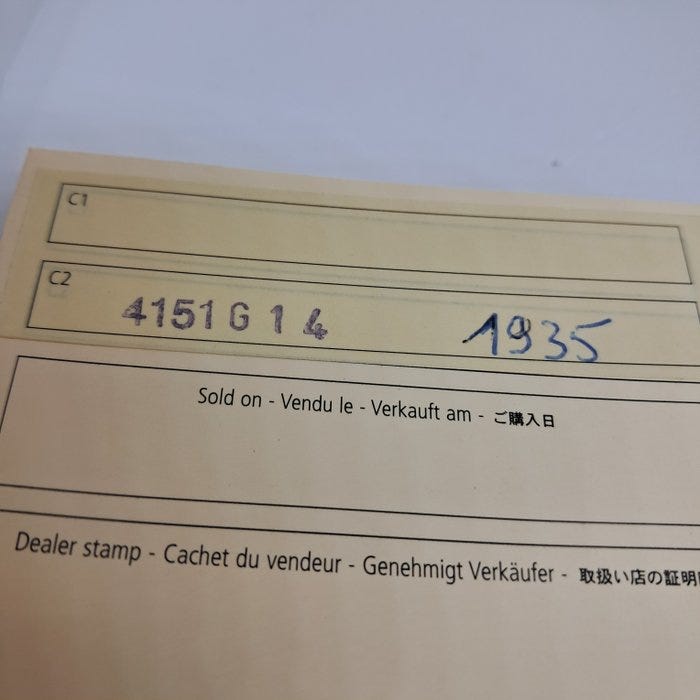 C1
C2
4151 G 1 4 1935
Sold on - Vendu le - Verkauft am - ご購入日
Dealer stamp - Cachet du vendeur - Genehmigt Verkäufer - 取扱い店の証明